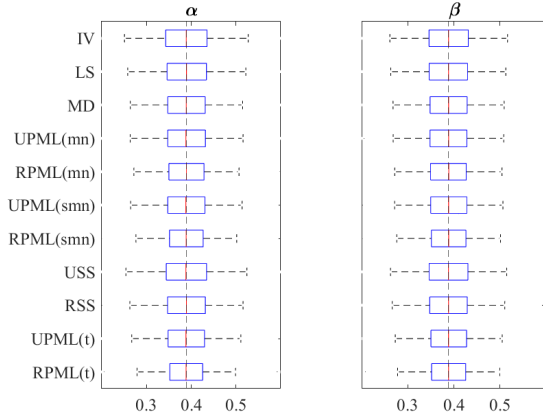 α β
IV
LS
MD
UPML(mn)
RPML(mn)
UPML(smn)
RPML(smn)
USS
RSS
UPML(t)
RPML(t)
0.3 0.4 0.5 0.3 0.4 0.5